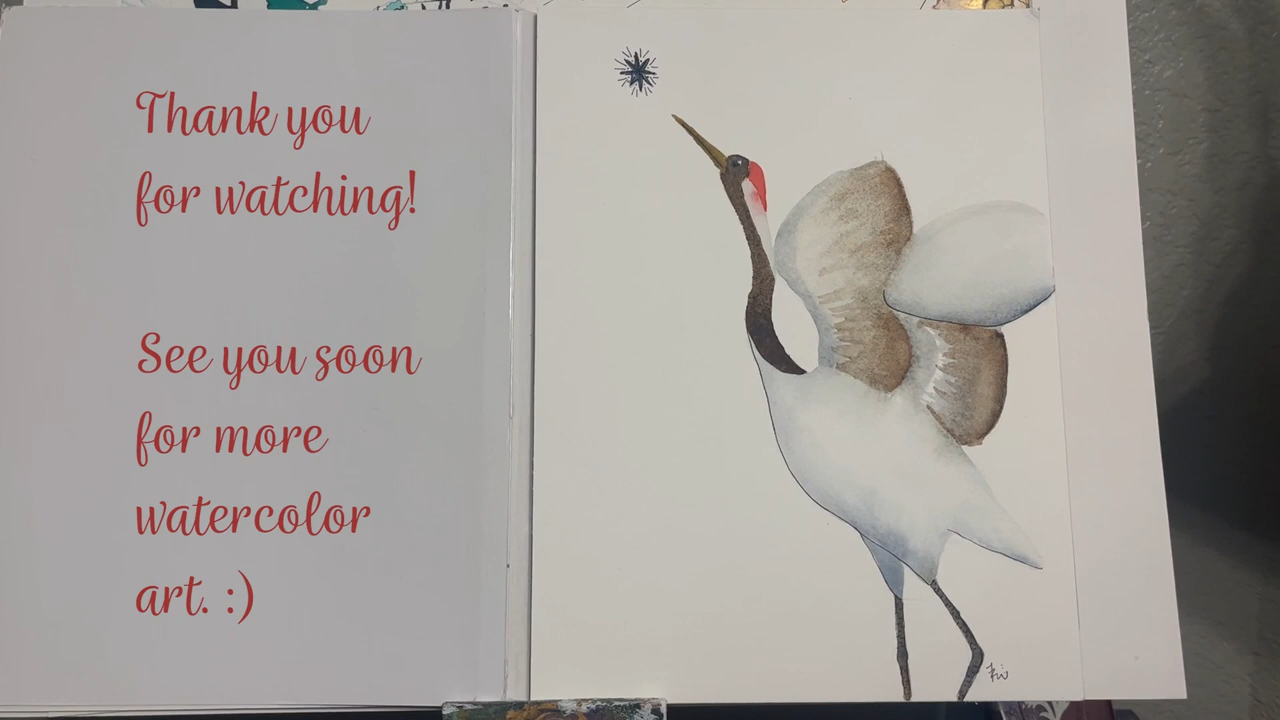 Thank you
for watching!
See you soon
for more
watercolor
art. :)